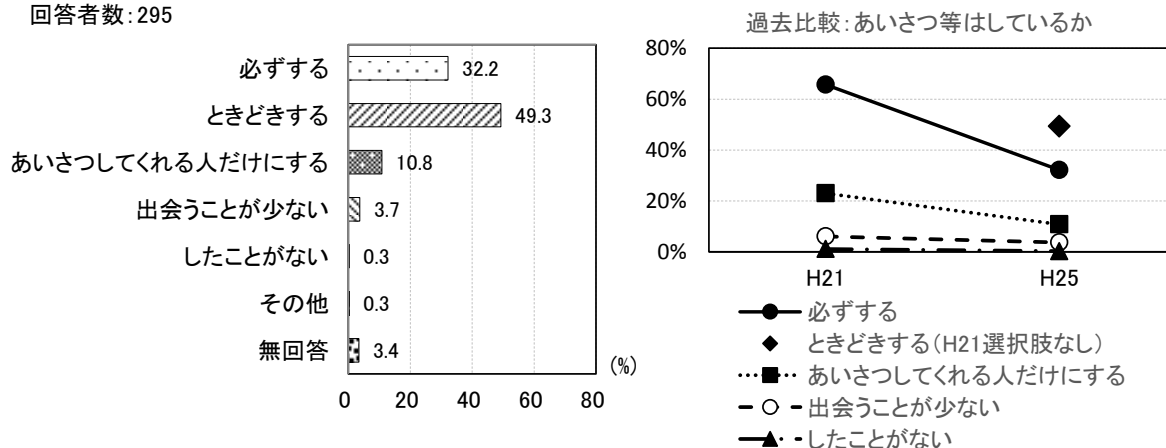 回答者数：295
必ずする 32.2
ときどきする 49.3
あいさつしてくれる人だけにする 10.8
出会うことが少ない 3.7
したことがない 0.3
その他 0.3
無回答 3.4
(%)
0 20 40 60 80
過去比較：あいさつ等はしているか
80%
60%
40%
20%
0%
H21 H25
必ずする
ときどきする（H21選択肢なし）
あいさつしてくれる人だけにする
出会うことが少ない
したことがない